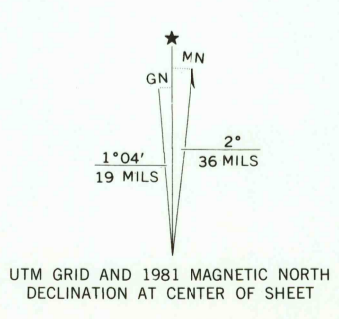 ★
MN
GN
2°
36 MILS
1°04'
19 MILS
UTM GRID AND 1981 MAGNETIC NORTH
DECLINATION AT CENTER OF SHEET